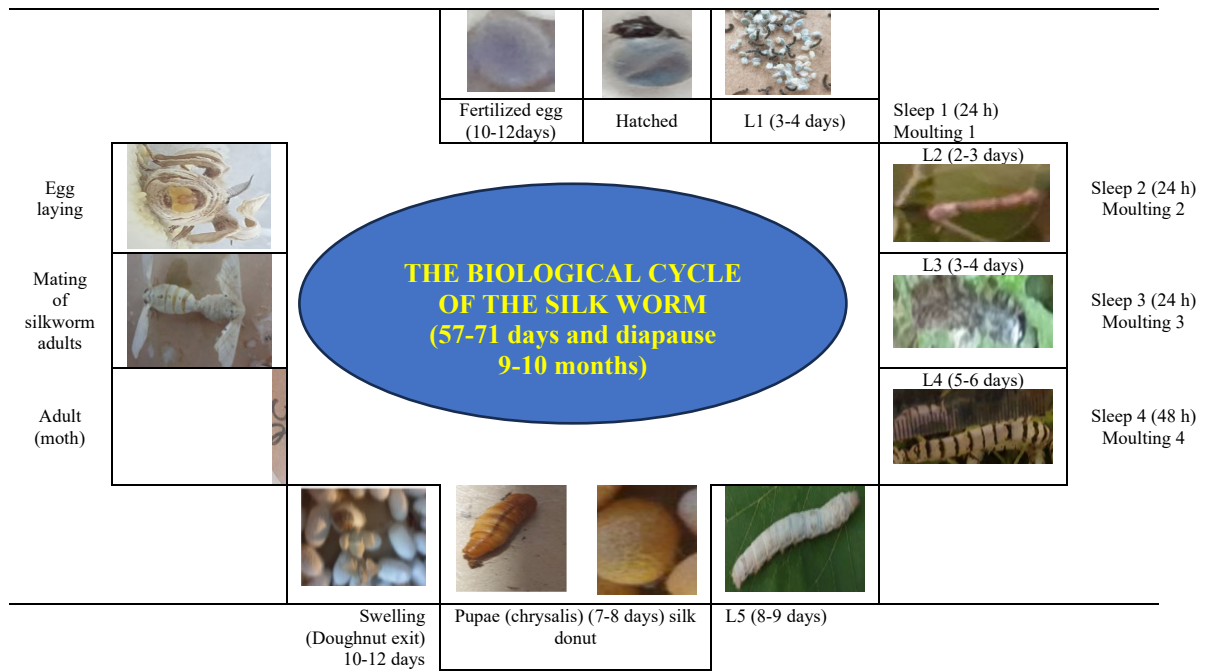 Fertilized egg
(10-12days)
Hatched
L1 (3-4 days)
Sleep 1 (24 h)
Moulting 1
L2 (2-3 days)
Sleep 2 (24 h)
Moulting 2
L3 (3-4 days)
Sleep 3 (24 h)
Moulting 3
L4 (5-6 days)
Sleep 4 (48 h)
Moulting 4
Egg
laying
Mating
of
silkworm
adults
Adult
(moth)
THE BIOLOGICAL CYCLE
OF THE SILK WORM
(57-71 days and diapause
9-10 months)
Swelling
(Doughnut exit)
10-12 days
Pupae (chrysalis) (7-8 days) silk
donut
L5 (8-9 days)